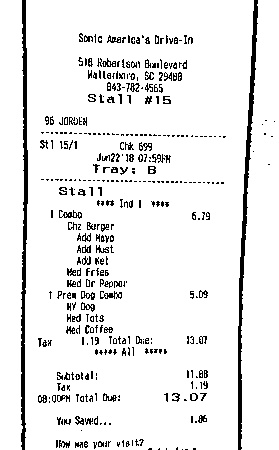 Sonic America's Drive-In
518 Robertson Boulevard
Walterboro, SC 29488
843-782-4565
Stall #15
96 JORDEN
Stl 15/1 Chk 699
Jun22'18 07:59PM
Tray: B
Stall
**** Ind 1 ****
1 Combo 6.79
Chz Burger
Add Mayo
Add Must
Add Ket
Med Fries
Med Dr Pepper
1 Prem Dog Combo 5.09
NY Dog
Med Tots
Med Coffee
Tax 1.19 Total Due: 13.07
***** All *****
Subtotal: 11.88
Tax 1.19
08:00PM Total Due: 13.07
You Saved... 1.86
How was your visit?